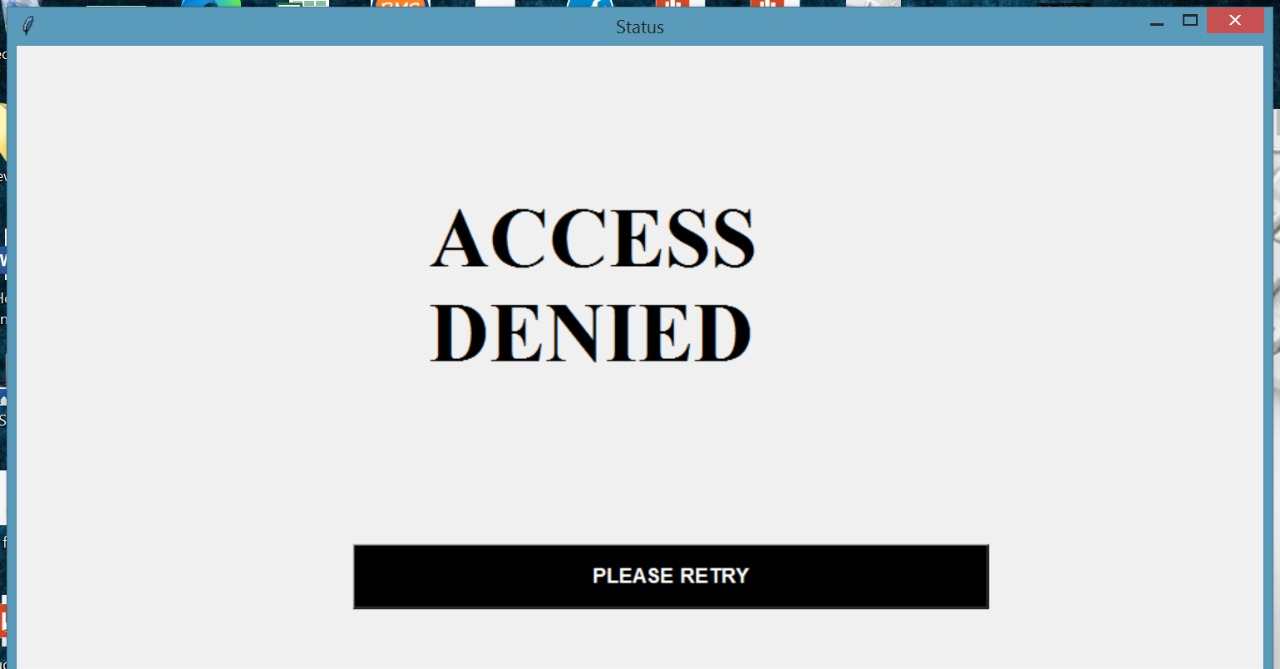 Status
ACCESS
DENIED
PLEASE RETRY